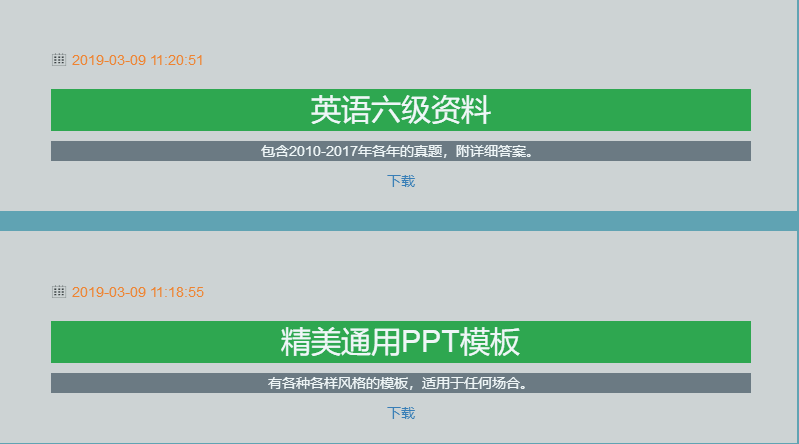 2019-03-09 11:20:51
英语六级资料
包含2010-2017年各年的真题，附详细答案。
下载
2019-03-09 11:18:55
精美通用PPT模板
有各种各样风格的模板，适用于任何场合。
下载